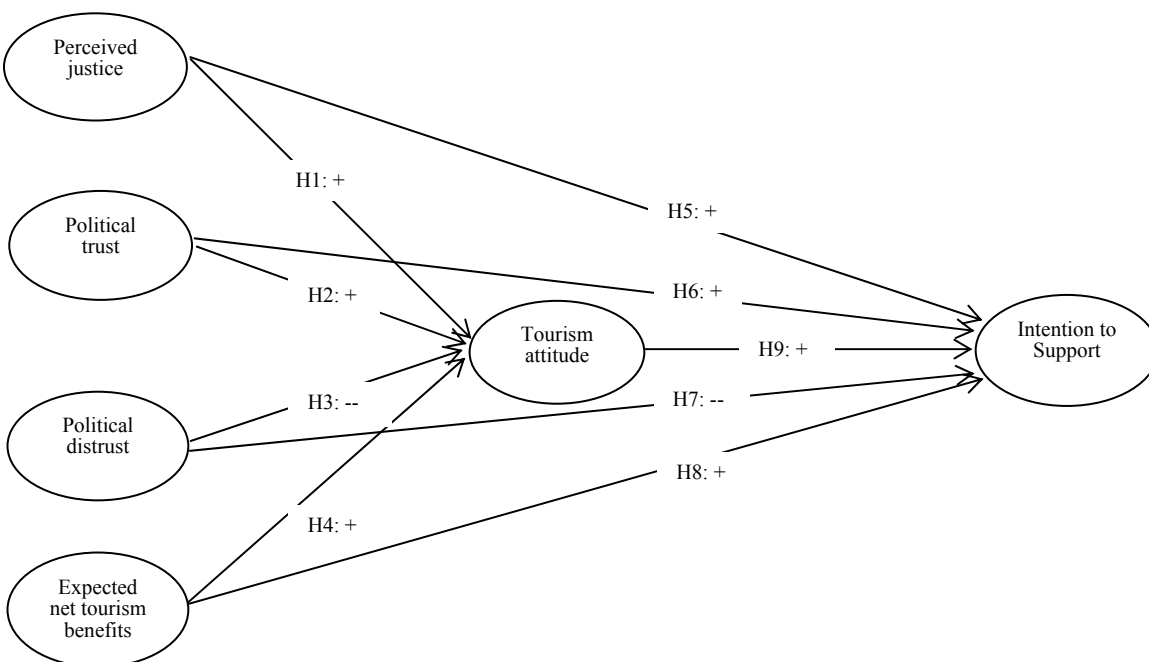 Perceived
justice
H1: +
H5: +
Political
trust
H2: +
H6: +
Tourism
attitude
H9: +
Intention to
Support
H3: --
H7: --
Political
distrust
H8: +
H4: +
Expected
net tourism
benefits